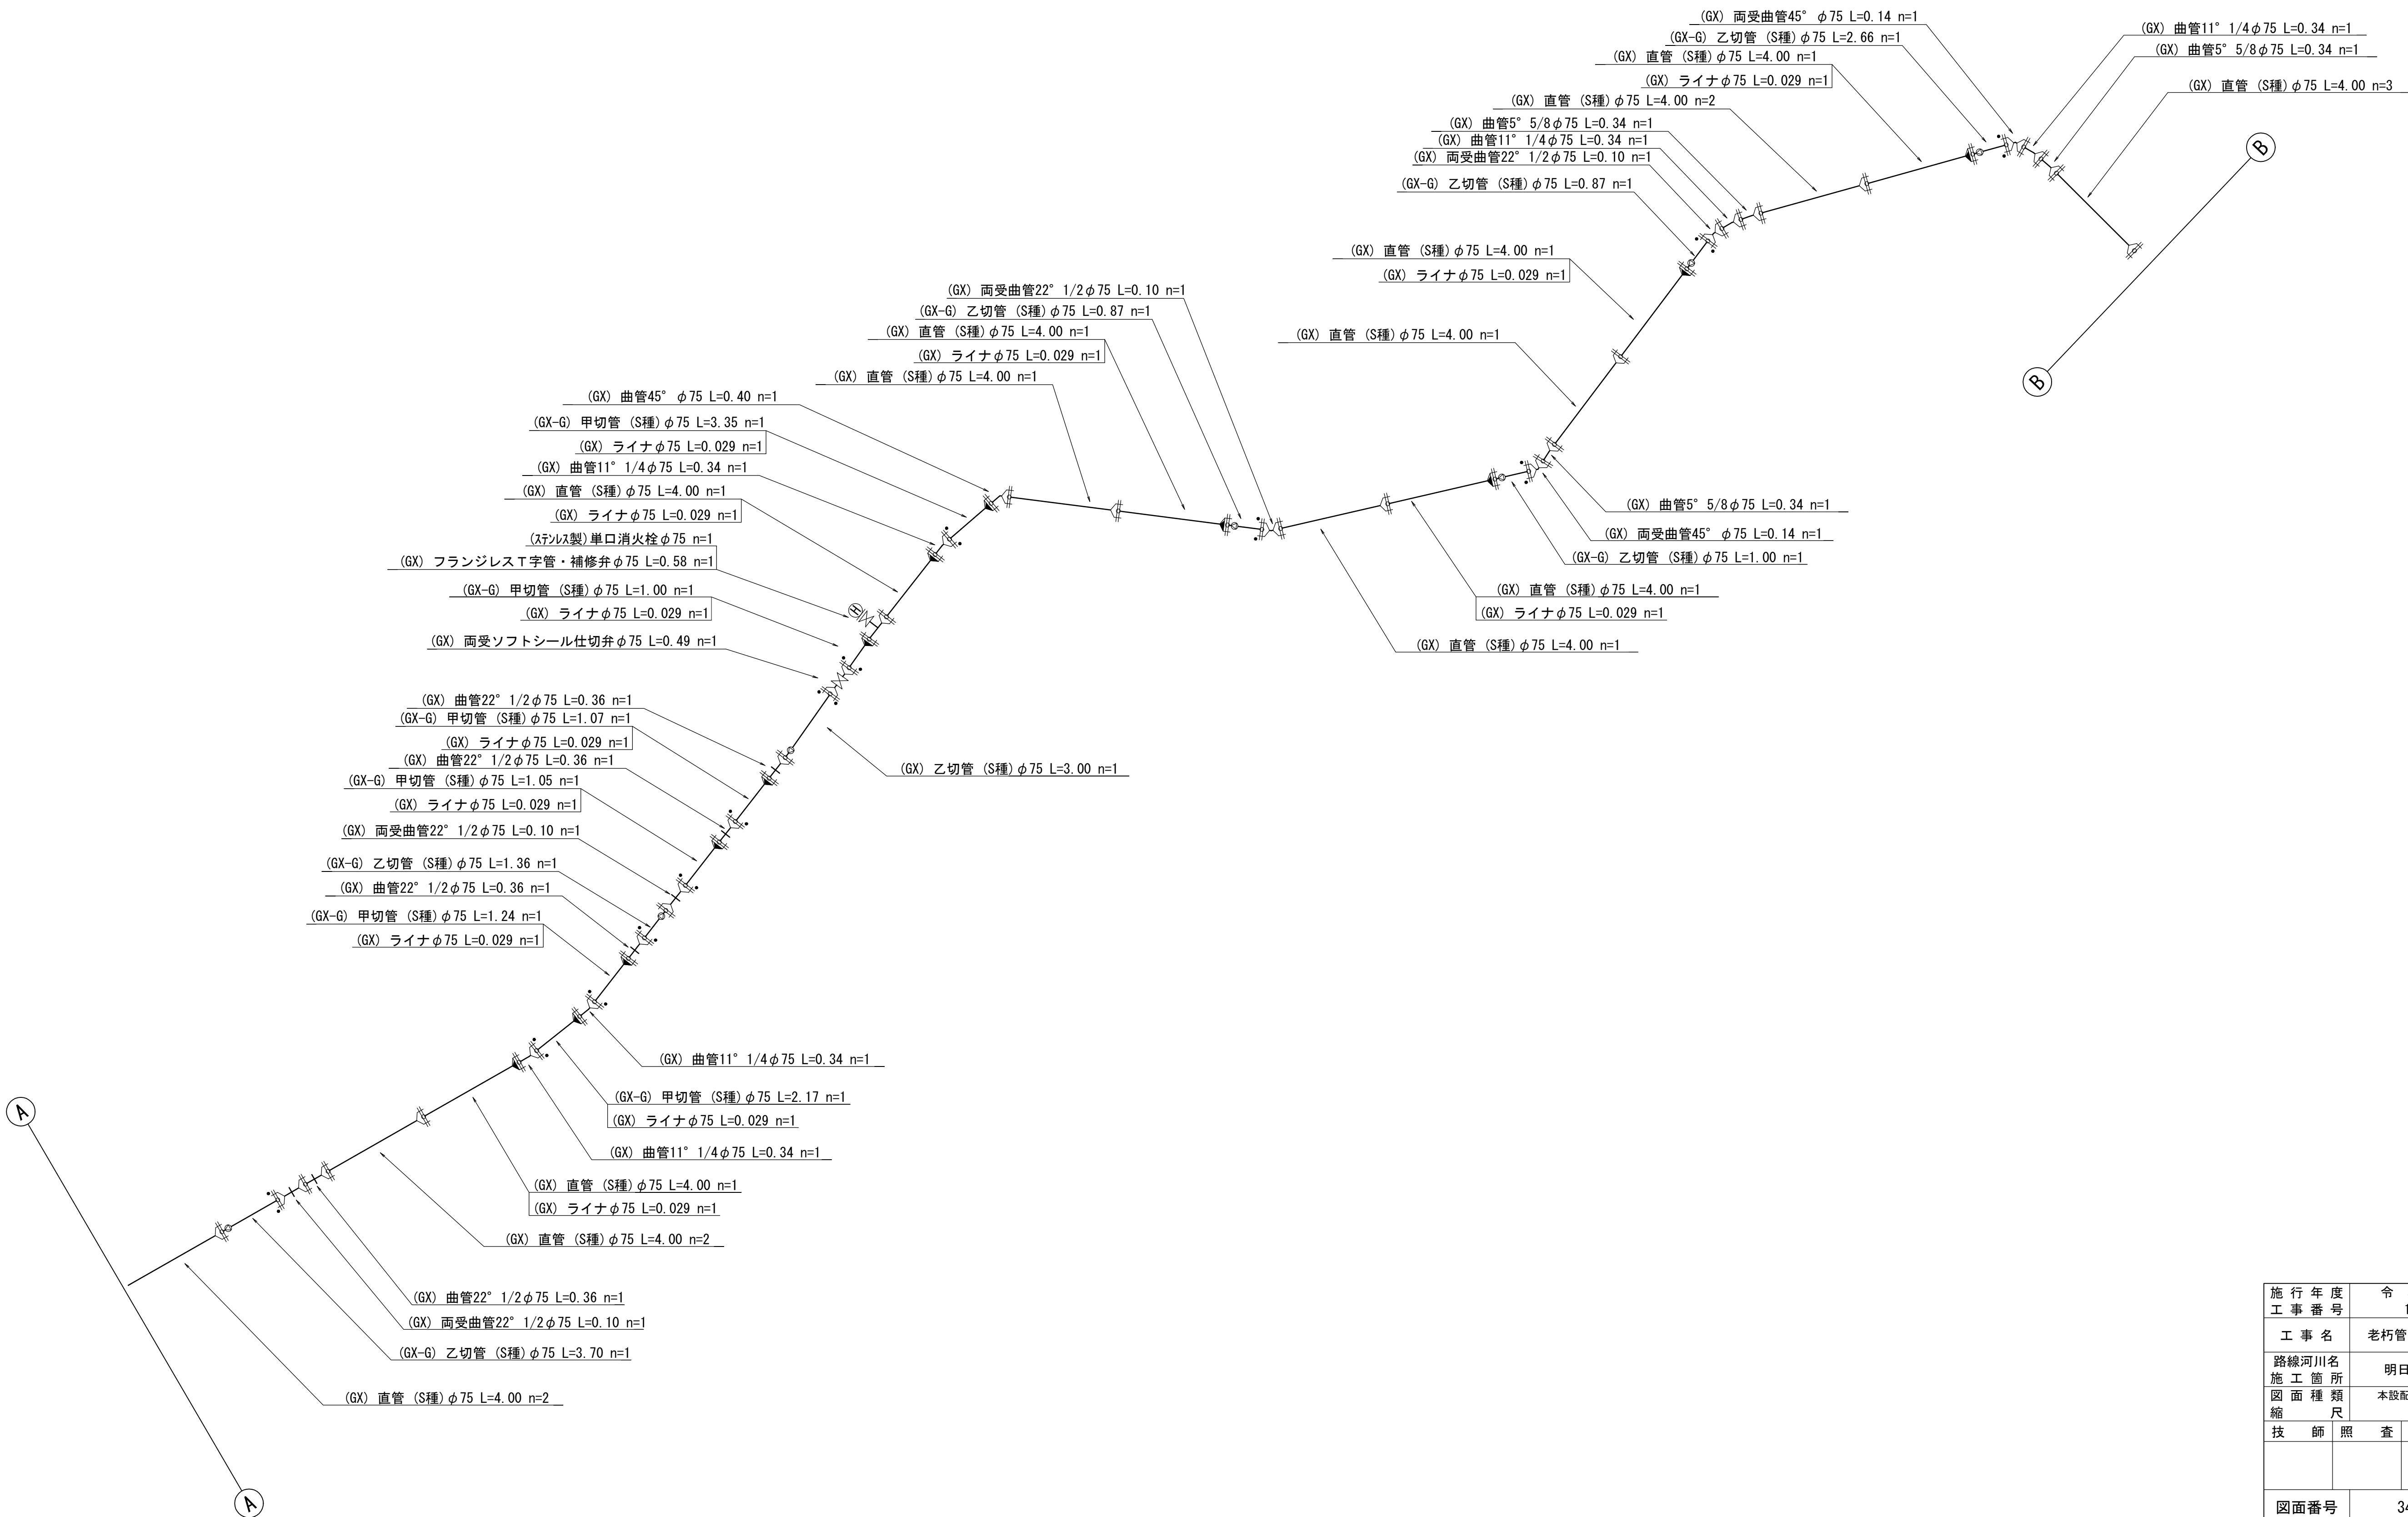 (GX) 両受曲管45° φ75 L=0.14 n=1
(GX-G) 乙切管 (S種)φ75 L=2.66 n=1
(GX) 直管 (S種)φ75 L=4.00 n=1
(GX) ライナφ75 L=0.029 n=1
(GX) 直管 (S種)φ75 L=4.00 n=2
(GX) 曲管5° 5/8φ75 L=0.34 n=1
(GX) 曲管11° 1/4φ75 L=0.34 n=1
(GX) 両受曲管22° 1/2φ75 L=0.10 n=1
(GX-G) 乙切管 (S種)φ75 L=0.87 n=1
(GX) 曲管11° 1/4φ75 L=0.34 n=1
(GX) 曲管5° 5/8φ75 L=0.34 n=1
(GX) 直管 (S種)φ75 L=4.00 n=3
B
B
(GX) 直管 (S種)φ75 L=4.00 n=1
(GX) ライナφ75 L=0.029 n=1
(GX) 直管 (S種)φ75 L=4.00 n=1
(GX) 両受曲管22° 1/2φ75 L=0.10 n=1
(GX-G) 乙切管 (S種)φ75 L=0.87 n=1
(GX) 直管 (S種)φ75 L=4.00 n=1
(GX) ライナφ75 L=0.029 n=1
(GX) 直管 (S種)φ75 L=4.00 n=1
(GX) 曲管45° φ75 L=0.40 n=1
(GX-G) 甲切管 (S種)φ75 L=3.35 n=1
(GX) ライナφ75 L=0.029 n=1
(GX) 曲管11° 1/4φ75 L=0.34 n=1
(GX) 直管 (S種)φ75 L=4.00 n=1
(GX) ライナφ75 L=0.029 n=1
(ｽﾃﾝﾚｽ製)単口消火栓φ75 n=1
(GX) フランジレスT字管・補修弁φ75 L=0.58 n=1
H
(GX-G) 甲切管 (S種)φ75 L=1.00 n=1
(GX) ライナφ75 L=0.029 n=1
(GX) 両受ソフトシール仕切弁φ75 L=0.49 n=1
(GX) 曲管5° 5/8φ75 L=0.34 n=1
(GX) 両受曲管45° φ75 L=0.14 n=1
(GX-G) 乙切管 (S種)φ75 L=1.00 n=1
(GX) 直管 (S種)φ75 L=4.00 n=1
(GX) ライナφ75 L=0.029 n=1
(GX) 直管 (S種)φ75 L=4.00 n=1
(GX) 曲管22° 1/2φ75 L=0.36 n=1
(GX-G) 甲切管 (S種)φ75 L=1.07 n=1
(GX) ライナφ75 L=0.029 n=1
(GX) 曲管22° 1/2φ75 L=0.36 n=1
(GX-G) 甲切管 (S種)φ75 L=1.05 n=1
(GX) ライナφ75 L=0.029 n=1
(GX) 両受曲管22° 1/2φ75 L=0.10 n=1
(GX-G) 乙切管 (S種)φ75 L=1.36 n=1
(GX) 曲管22° 1/2φ75 L=0.36 n=1
(GX-G) 甲切管 (S種)φ75 L=1.24 n=1
(GX) ライナφ75 L=0.029 n=1
(GX) 乙切管 (S種)φ75 L=3.00 n=1
(GX) 曲管11° 1/4φ75 L=0.34 n=1
(GX-G) 甲切管 (S種)φ75 L=2.17 n=1
(GX) ライナφ75 L=0.029 n=1
(GX) 曲管11° 1/4φ75 L=0.34 n=1
(GX) 直管 (S種)φ75 L=4.00 n=1
(GX) ライナφ75 L=0.029 n=1
(GX) 直管 (S種)φ75 L=4.00 n=2
(GX) 曲管22° 1/2φ75 L=0.36 n=1
(GX) 両受曲管22° 1/2φ75 L=0.10 n=1
(GX-G) 乙切管 (S種)φ75 L=3.70 n=1
(GX) 直管 (S種)φ75 L=4.00 n=2
A
A
施行年度 令
工事番号
工事名 老朽管
路線河川名
施工箇所 明日
図面種類 本設配
縮尺
技師 照査
図面番号 34